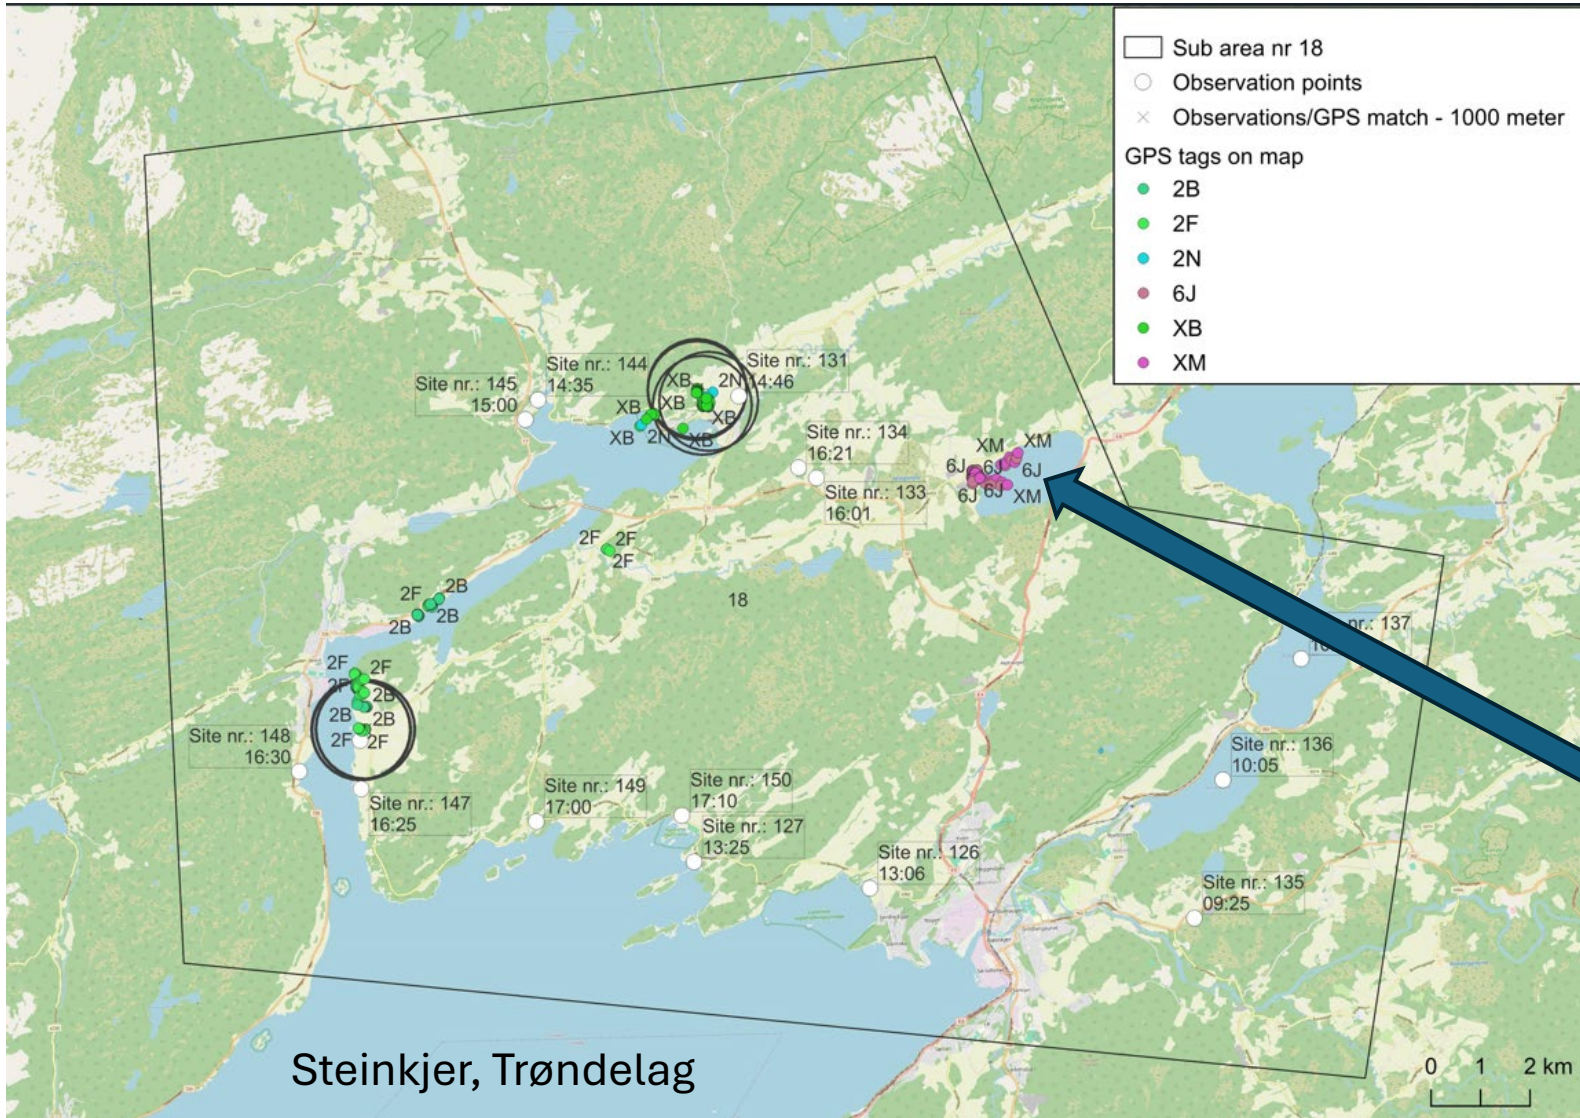 Sub area nr 18
Observation points
Observations/GPS match - 1000 meter
GPS tags on map
2B
2F
2N
6J
XB
XM
Site nr.: 144
14:35
Site nr.: 145
15:00
Site nr.: 131
14:46
XB
2N
XB
XB
XB
XB
2N
XB
Site nr.: 134
16:21
Site nr.: 133
16:01
XM
XM
6J
6J
6J
6J
6J
XM
2F
2F
2F
2F
2B
2B
2B
18
nr.: 137
2F
2F
2F
2B
2B
2B
2F
2F
Site nr.: 148
16:30
Site nr.: 147
16:25
Site nr.: 149
17:00
Site nr.: 150
17:10
Site nr.: 127
13:25
Site nr.: 126
13:06
Site nr.: 136
10:05
Site nr.: 135
09:25
Steinkjer, Trøndelag
0 1 2 km